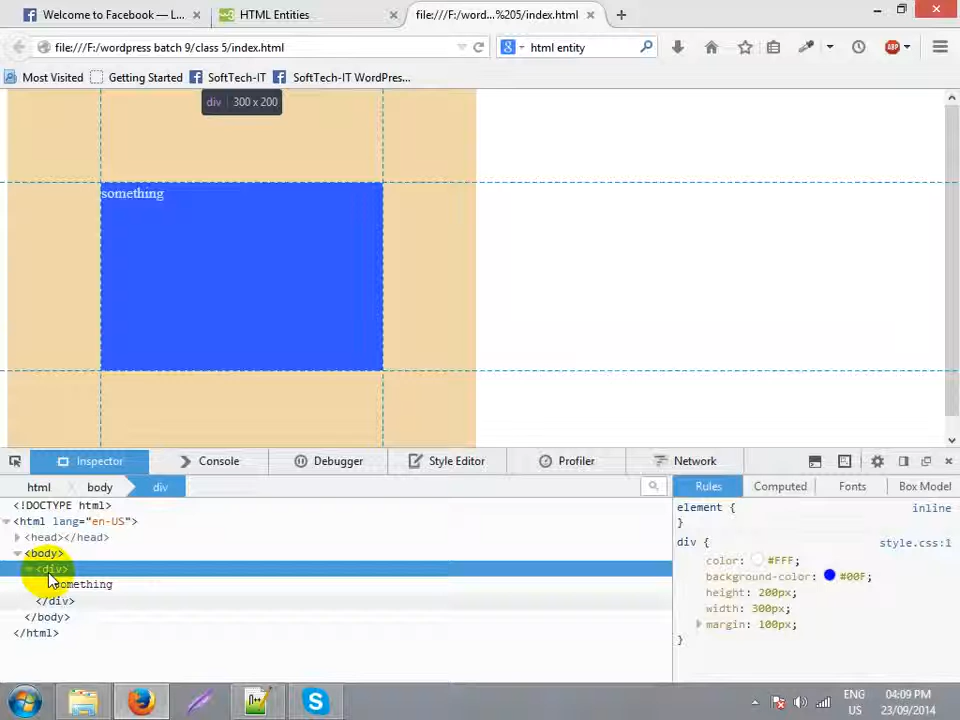 Welcome to Facebook — L...
HTML Entities
file:///F:/word...%205/index.html
file:///F:/wordpress batch 9/class 5/index.html
html entity
Most Visited
Getting Started
SoftTech-IT
SoftTech-IT WordPres...
div 300 x 200
something
Inspector
Console
Debugger
Style Editor
Profiler
Network
html
body
div
Rules
Computed
Fonts
Box Model
<!DOCTYPE html>
<html lang="en-US">
<head></head>
<body>
<div>
something
</div>
</body>
</html>
element {
inline
}
div {
style.css:1
color: #FFF;
background-color: #00F;
height: 200px;
width: 300px;
margin: 100px;
}
ENG
US
04:09 PM
23/09/2014